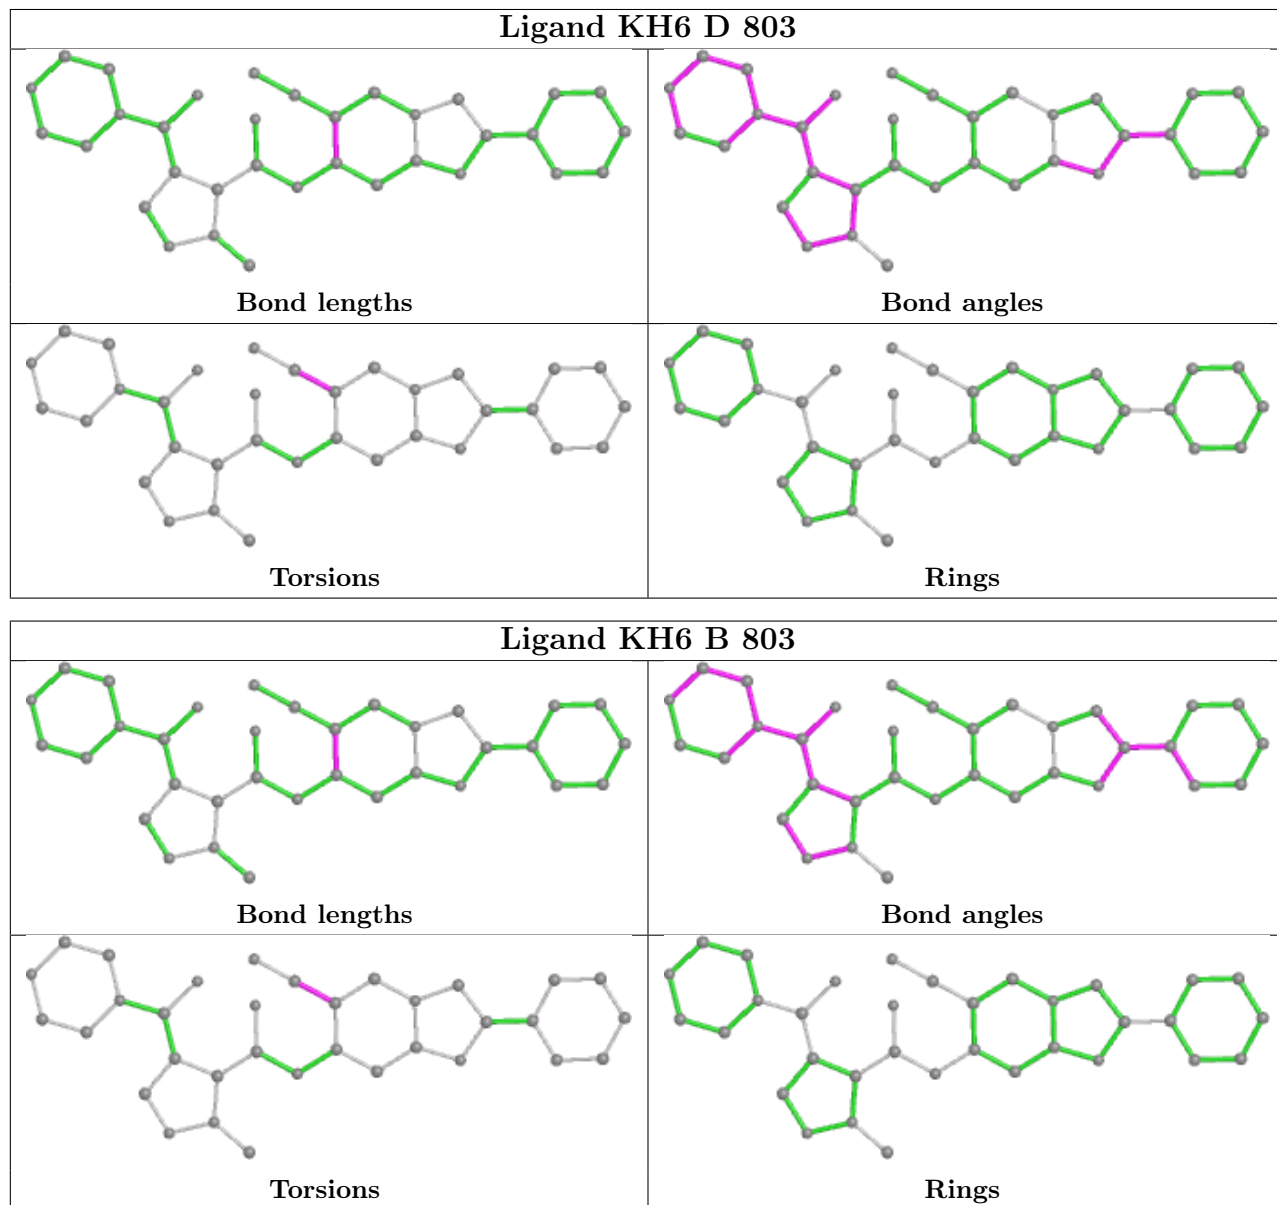 Ligand KH6 D 803
Bond lengths
Bond angles
Torsions
Rings
Ligand KH6 B 803
Bond lengths
Bond angles
Torsions
Rings